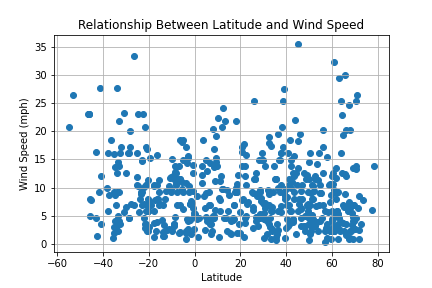 Relationship Between Latitude and Wind Speed
Wind Speed (mph)
35
30
25
20
15
10
5
0
−60 −40 −20 0 20 40 60 80
Latitude